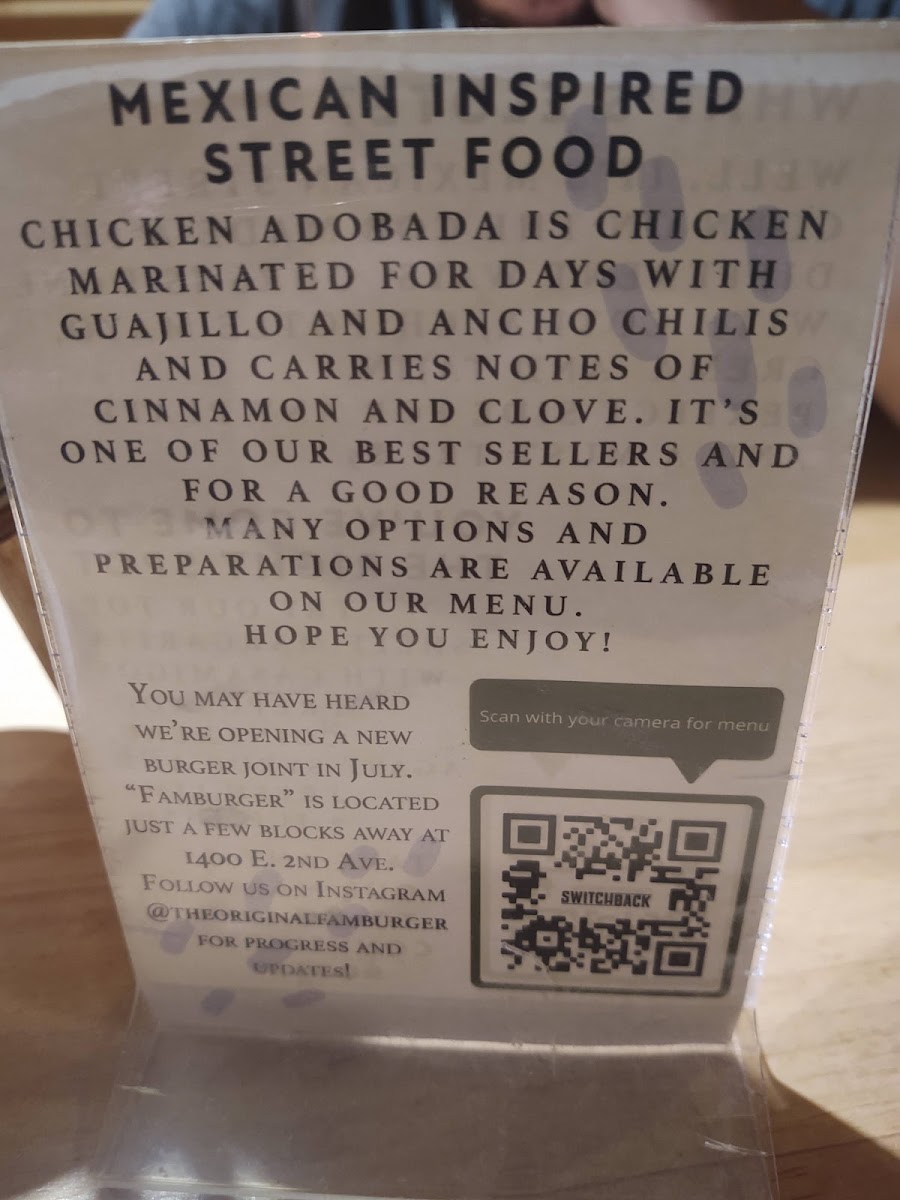 MEXICAN INSPIRED
STREET FOOD
CHICKEN ADOBADA IS CHICKEN
MARINATED FOR DAYS WITH
GUAJILLO AND ANCHO CHILIS
AND CARRIES NOTES OF
CINNAMON AND CLOVE. IT'S
ONE OF OUR BEST SELLERS AND
FOR A GOOD REASON.
MANY OPTIONS AND
PREPARATIONS ARE AVAILABLE
ON OUR MENU.
HOPE YOU ENJOY!
YOU MAY HAVE HEARD
WE'RE OPENING A NEW
BURGER JOINT IN JULY.
"FAMBURGER" IS LOCATED
JUST A FEW BLOCKS AWAY AT
1400 E. 2ND AVE.
FOLLOW US ON INSTAGRAM
@THEORIGINALFAMBURGER
FOR PROGRESS AND
UPDATES!
Scan with your camera for menu
SWITCHBACK